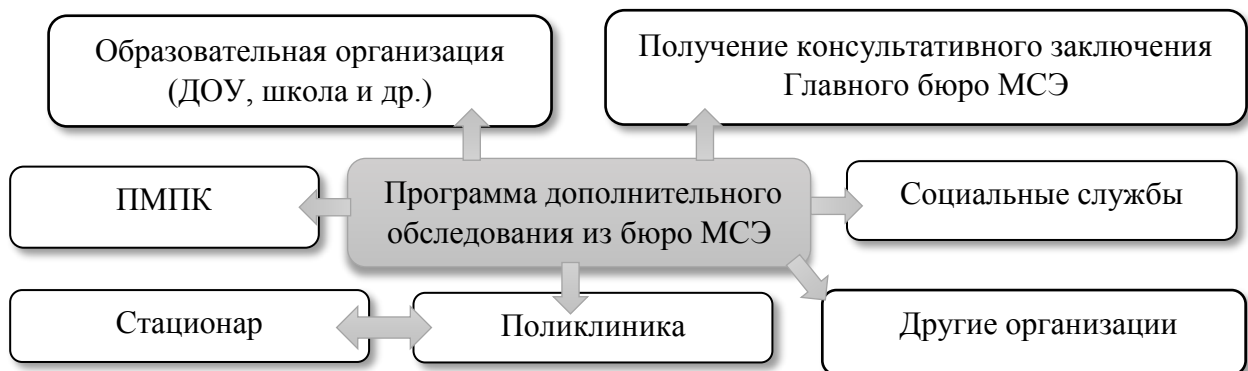 Образовательная организация
(ДОУ, школа и др.)
Получение консультативного заключения
Главного бюро МСЭ
ПМПК
Программа дополнительного
обследования из бюро МСЭ
Социальные службы
Стационар
Поликлиника
Другие организации